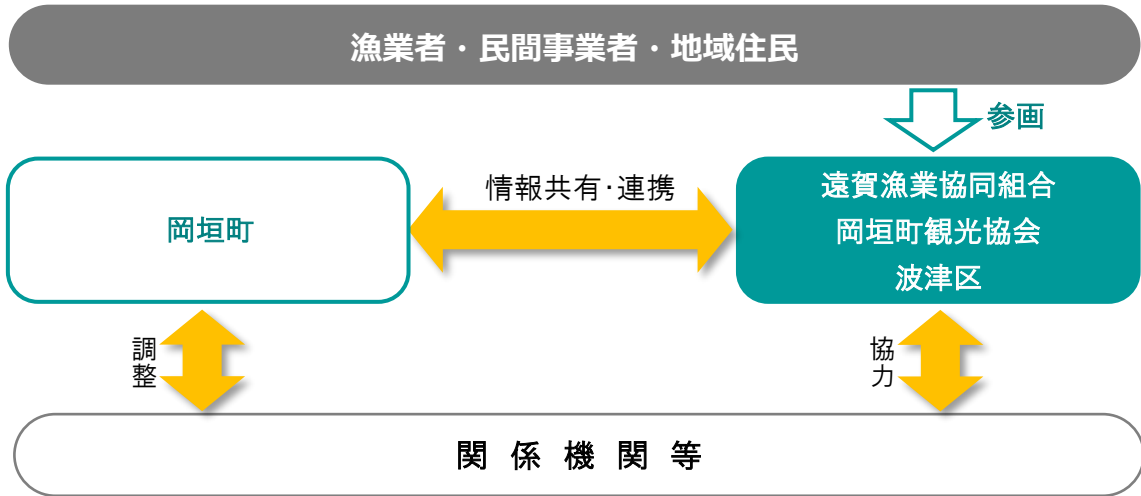 漁業者・民間事業者・地域住民
参画
岡垣町
情報共有・連携
遠賀漁業協同組合
岡垣町観光協会
波津区
調整
協力
関係機関等